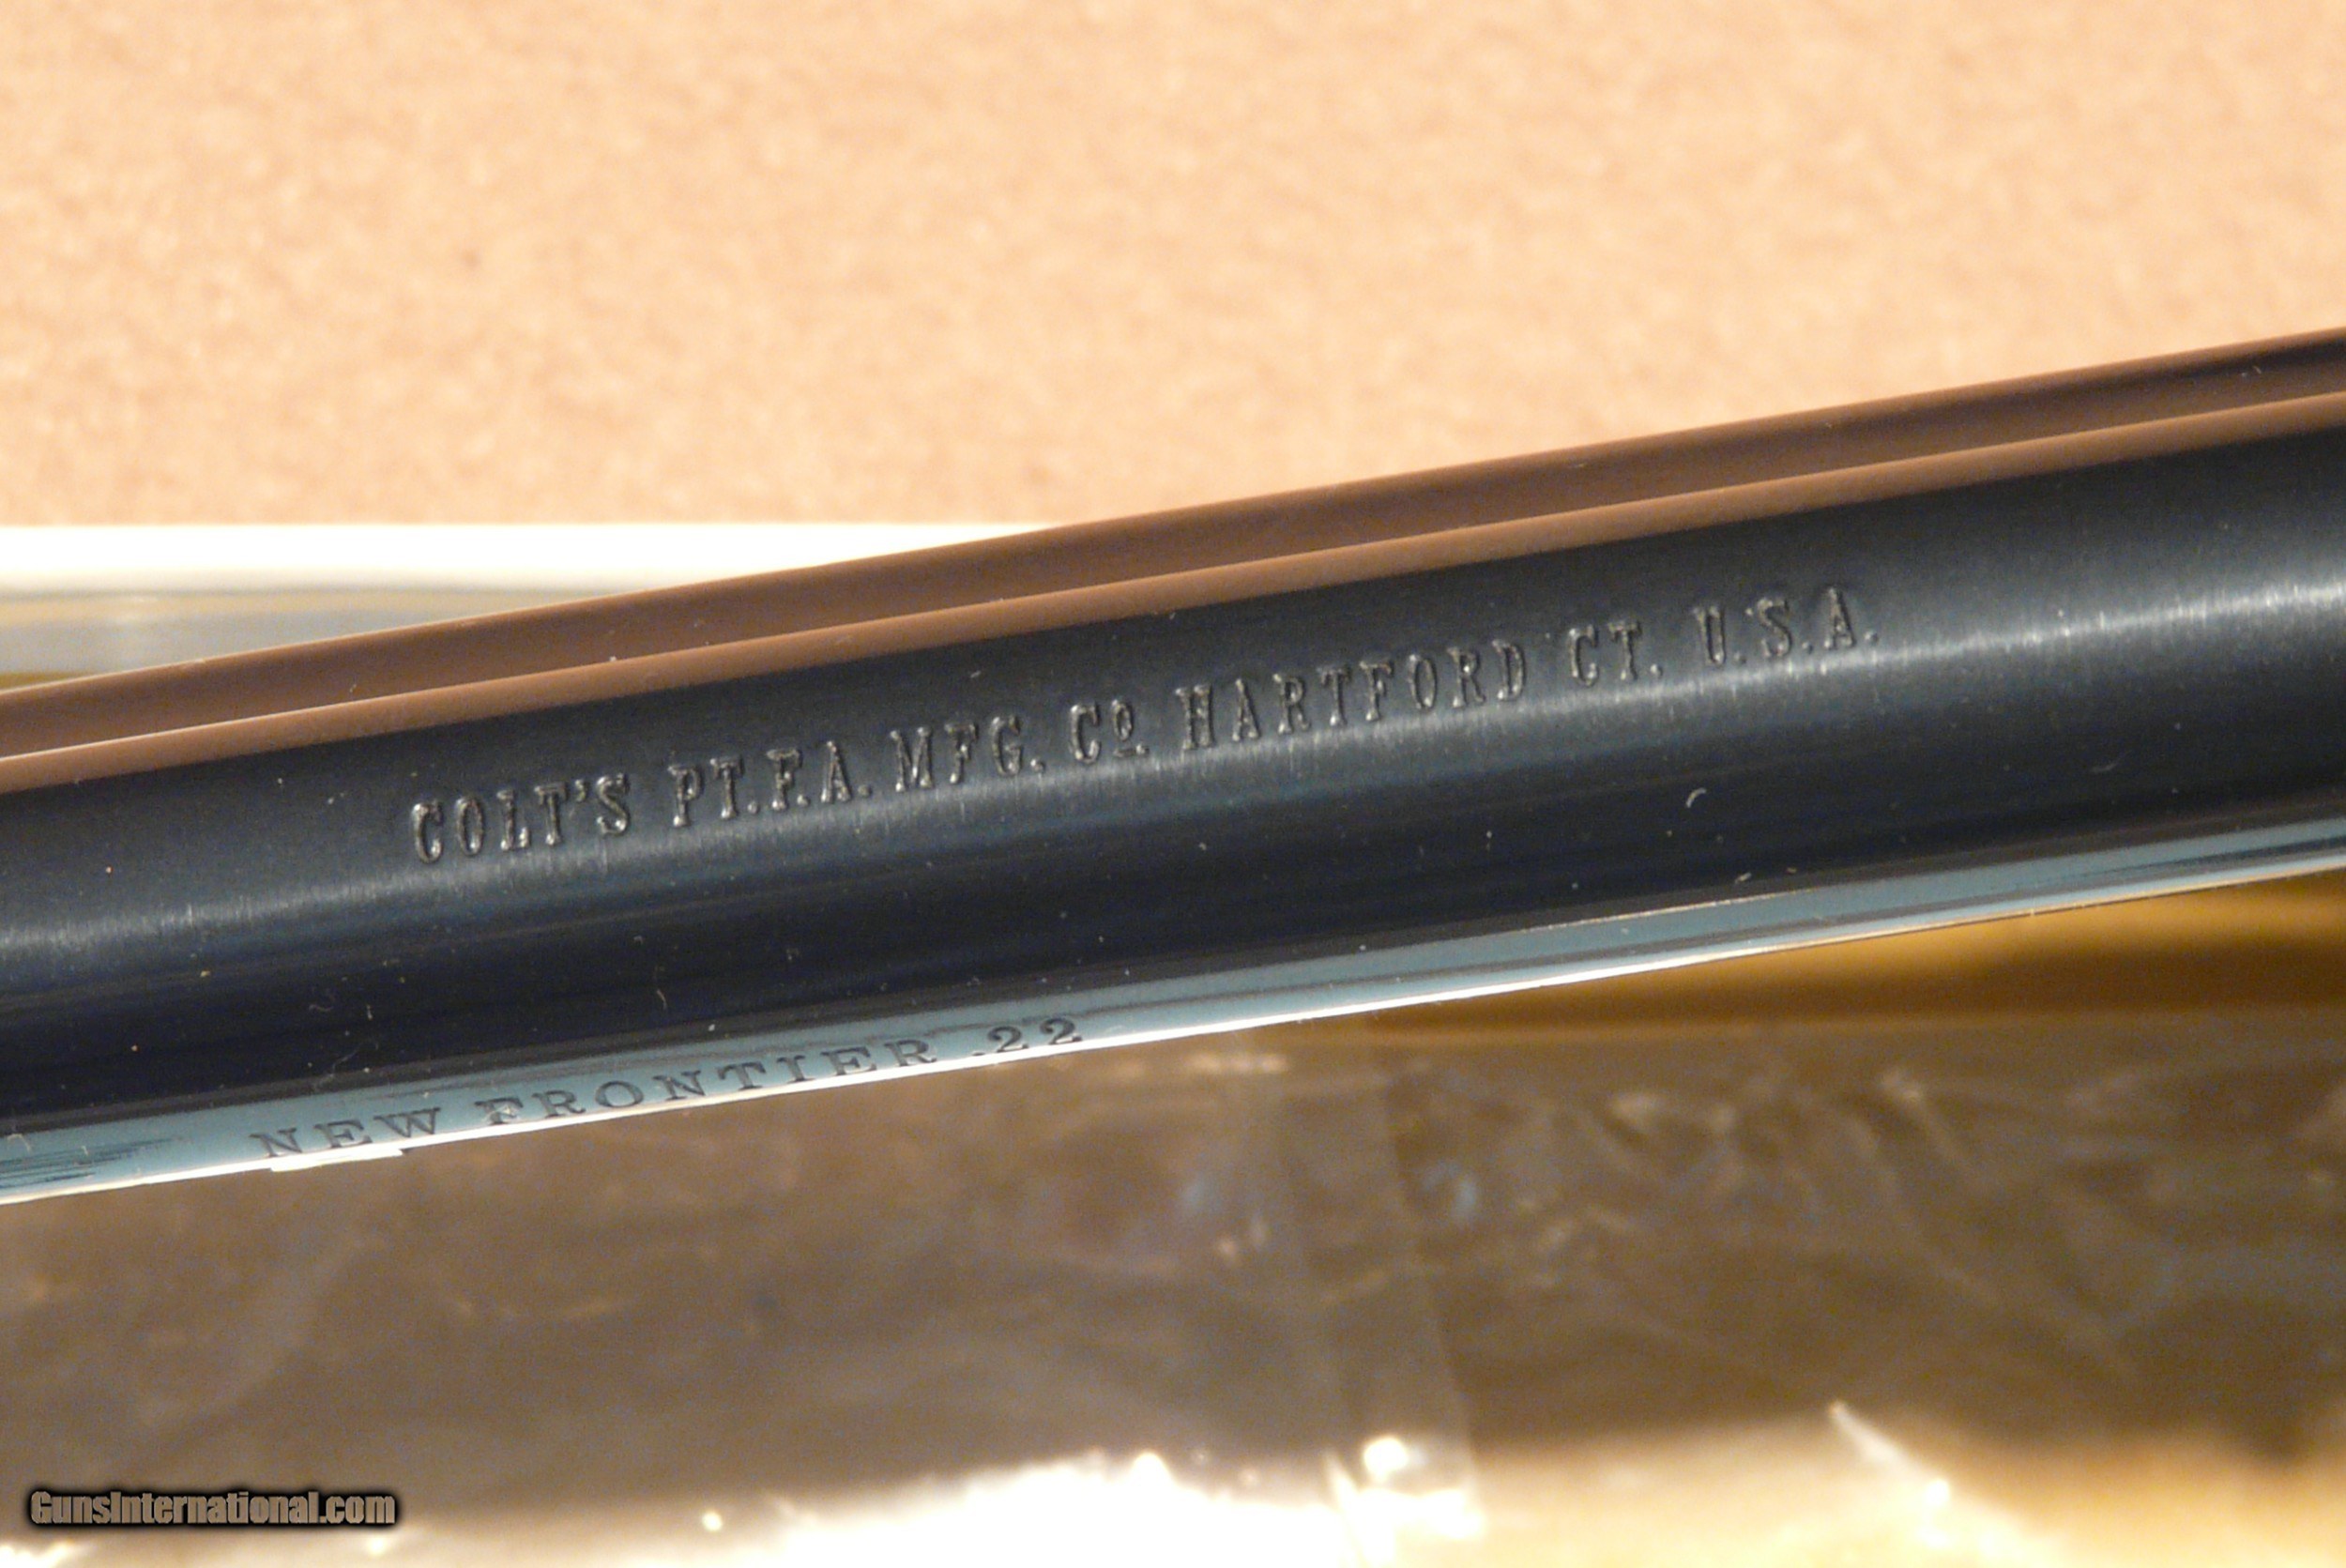 COLT'S PT.F.A. MFG. Cº HARTFORD CT. U.S.A.
NEW FRONTIER .22
GunsInternational.com